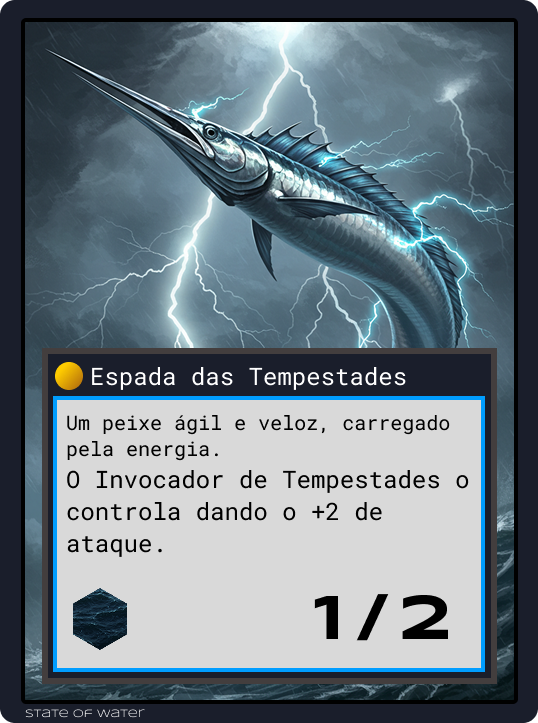 Espada das Tempestades
Um peixe ágil e veloz, carregado
pela energia.
O Invocador de Tempestades o
controla dando o +2 de
ataque.
1/2
STATE OF WATER